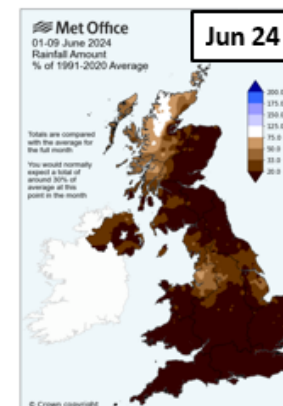 Met Office
Jun 24
01-09 June 2024
Rainfall Amount
% of 1991-2020 Average
Totals are compared
with the average for
the full month
You would normally
expect a total of
around 30% of
average at this
point in the month
200.0
175.0
150.0
125.0
75.0
50.0
33.0
20.0
© Crown copyright